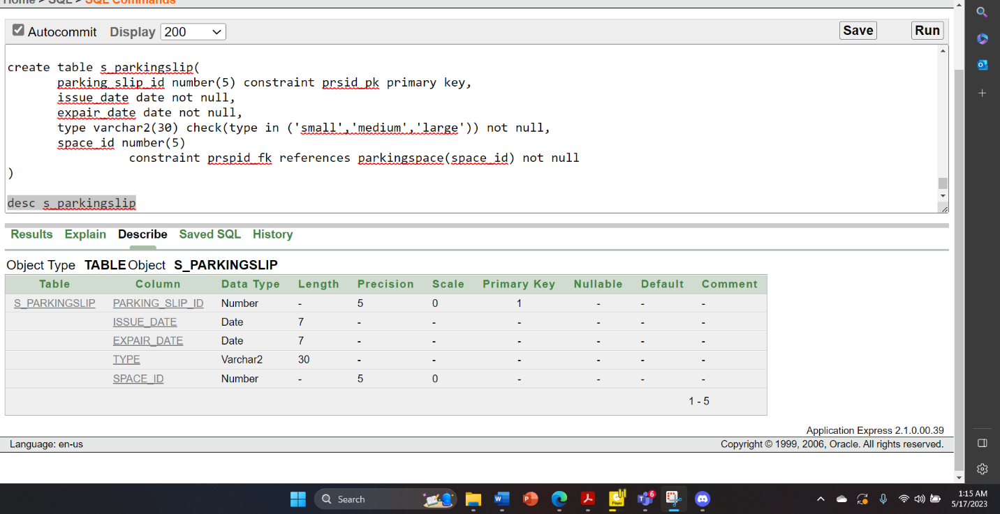 Home > SQL > SQL Commands
Autocommit Display 200 Save Run
create table s_parkingslip(
parking_slip_id number(5) constraint prsid_pk primary key,
issue_date date not null,
expair_date date not null,
type varchar2(30) check(type in ('small','medium','large')) not null,
space_id number(5)
constraint prspid_fk references parkingspace(space_id) not null
)
desc s_parkingslip
Results Explain Describe Saved SQL History
Object Type TABLE Object S_PARKINGSLIP
Table Column Data Type Length Precision Scale Primary Key Nullable Default Comment
S_PARKINGSLIP PARKING_SLIP_ID Number - 5 0 1 - - -
ISSUE_DATE Date 7 - - - - - -
EXPAIR_DATE Date 7 - - - - - -
TYPE Varchar2 30 - - - - - -
SPACE_ID Number - 5 0 - - - -
1 - 5
Application Express 2.1.0.00.39
Language: en-us Copyright © 1999, 2006, Oracle. All rights reserved.
Search 6 1:15 AM
5/17/2023